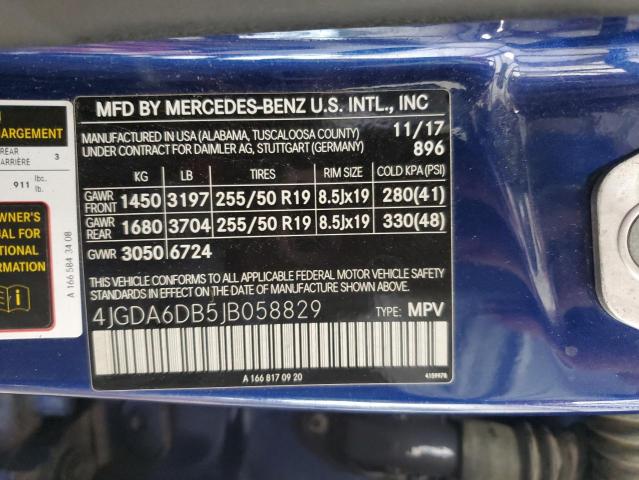 ARGEMENT
REAR
ARRIÈRE 3
911 lbs.
lb.
WNER'S
FOR
TIONAL
RMATION
A 166 584 34 08
MFD BY MERCEDES-BENZ U.S. INTL., INC
MANUFACTURED IN USA (ALABAMA, TUSCALOOSA COUNTY) 11/17
UNDER CONTRACT FOR DAIMLER AG, STUTTGART (GERMANY) 896
KG LB TIRES RIM SIZE COLD KPA (PSI)
GAWR FRONT 1450 3197 255/50 R19 8.5Jx19 280(41)
GAWR REAR 1680 3704 255/50 R19 8.5Jx19 330(48)
GVWR 3050 6724
THIS VEHICLE CONFORMS TO ALL APPLICABLE FEDERAL MOTOR VEHICLE SAFETY
STANDARDS IN EFFECT ON THE DATE OF MANUFACTURE SHOWN ABOVE.
4JGDA6DB5JB058829 TYPE: MPV
A 166 817 09 20